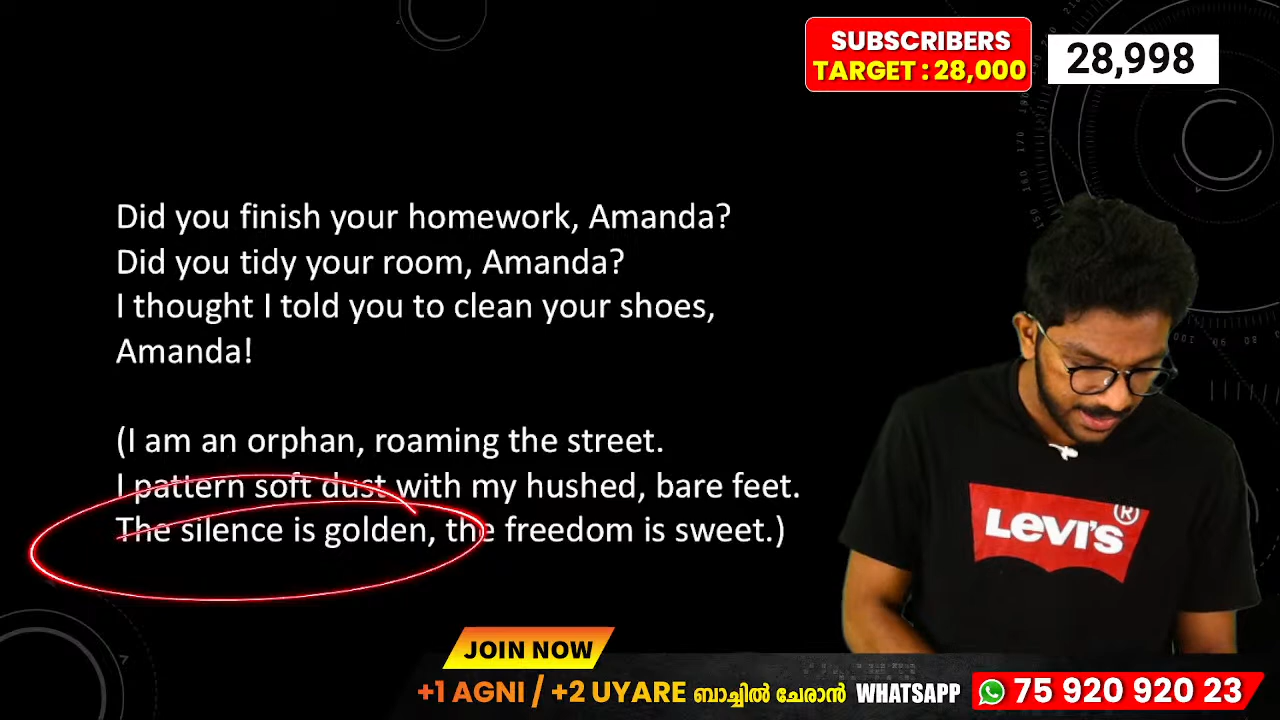 SUBSCRIBERS
TARGET : 28,000
28,998
Did you finish your homework, Amanda?
Did you tidy your room, Amanda?
I thought I told you to clean your shoes,
Amanda!
(I am an orphan, roaming the street.
I pattern soft dust with my hushed, bare feet.
The silence is golden, the freedom is sweet.)
LEVI'S ®
JOIN NOW
+1 AGNI / +2 UYARE ബാച്ചിൽ ചേരാൻ WHATSAPP 75 920 920 23